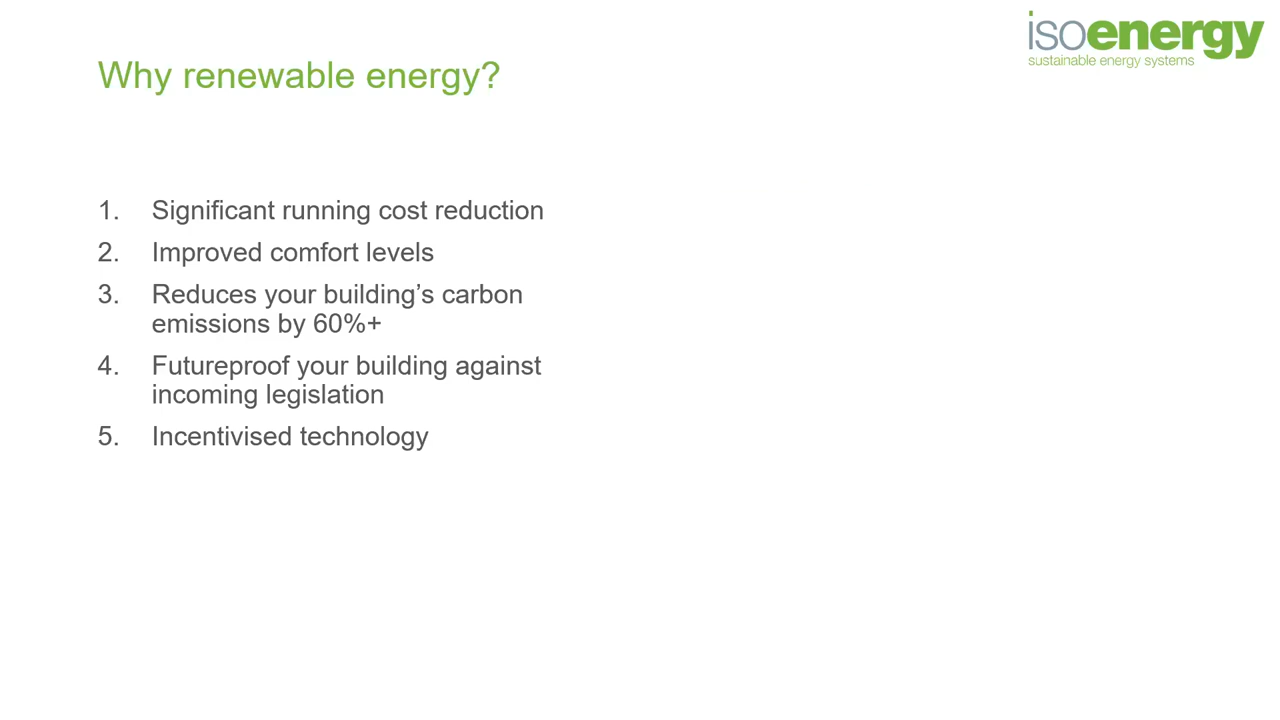 isoenergy
sustainable energy systems
Why renewable energy?
1. Significant running cost reduction
2. Improved comfort levels
3. Reduces your building’s carbon
emissions by 60%+
4. Futureproof your building against
incoming legislation
5. Incentivised technology